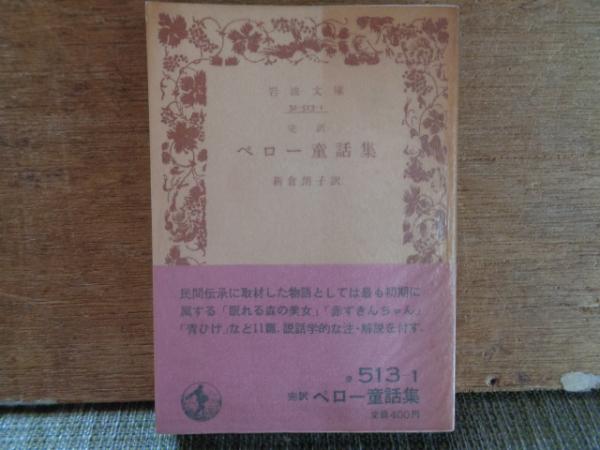 岩波文庫
32-513-1
完訳
ペロー童話集
新倉朗子訳
民間伝承に取材した物語としては最も初期に
属する「眠れる森の美女」「赤ずきんちゃん」
「青ひげ」など11篇.説話学的な注・解説を付す.
赤 513-1
完訳 ペロー童話集
定価400円